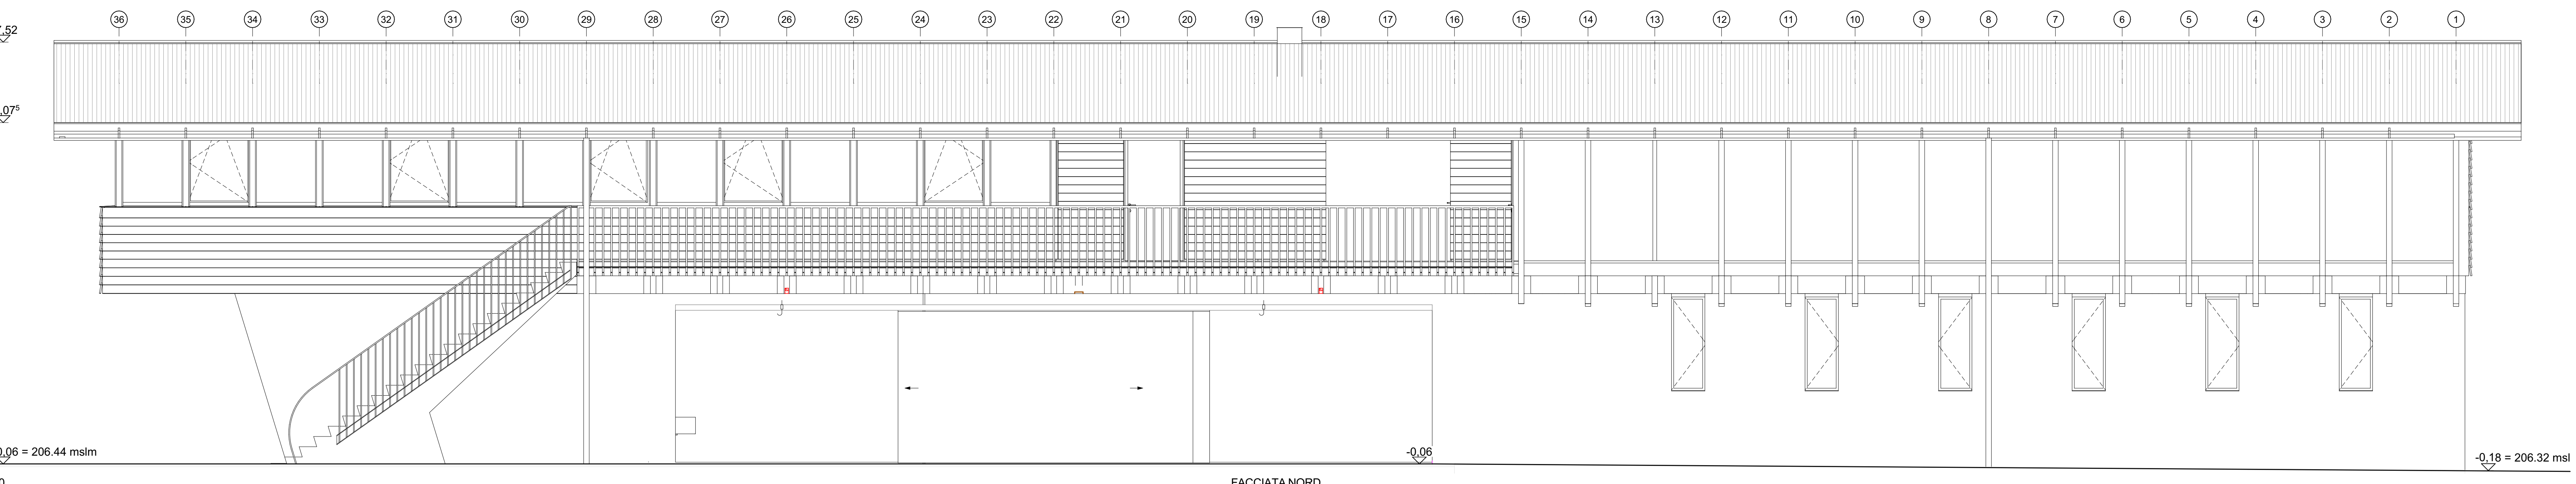 36 35 34 33 32 31 30 29 28 27 26 25 24 23 22 21 20 19 18 17 16 15 14 13 12 11 10 9 8 7 6 5 4 3 2 1
7.52
.07⁵
0.06 = 206.44 mslm
-0.06
-0.18 = 206.32 msl
FACCIATA NORD